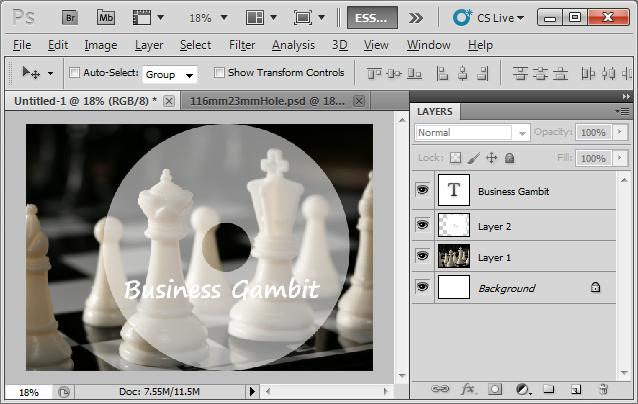 Ps Br Mb 18% ESS... CS Live
File Edit Image Layer Select Filter Analysis 3D View Window Help
Auto-Select: Group Show Transform Controls
Untitled-1 @ 18% (RGB/8) * 116mm23mmHole.psd @ 18...
LAYERS
Normal Opacity: 100%
Lock: Fill: 100%
T Business Gambit
Layer 2
Layer 1
Background
Business Gambit
18% Doc: 7.55M/11.5M
fx